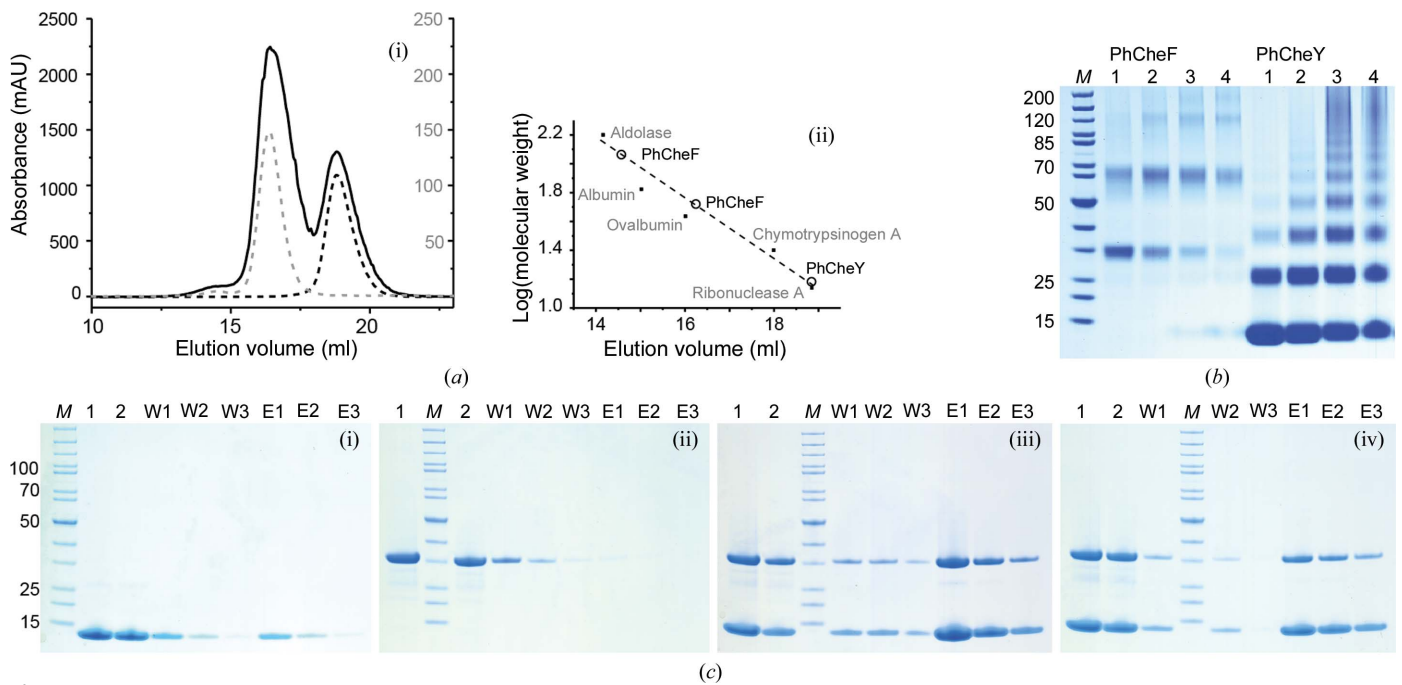 2500
2000
1500
1000
500
0
250
200
150
100
50
(i)
10
15
20
Absorbance (mAU)
Elution volume (ml)
2.2
1.8
1.4
1.0
14
16
18
Log(molecular weight)
Elution volume (ml)
(ii)
Aldolase
PhCheF
Albumin
PhCheF
Ovalbumin
Chymotrypsinogen A
PhCheY
Ribonuclease A
(a)
PhCheF PhCheY
M 1 2 3 4 1 2 3 4
200
120
85
70
50
25
15
(b)
M 1 2 W1 W2 W3 E1 E2 E3
(i)
100
70
50
25
15
1 M 2 W1 W2 W3 E1 E2 E3
(ii)
1 2 M W1 W2 W3 E1 E2 E3
(iii)
1 2 W1 M W2 W3 E1 E2 E3
(iv)
(c)